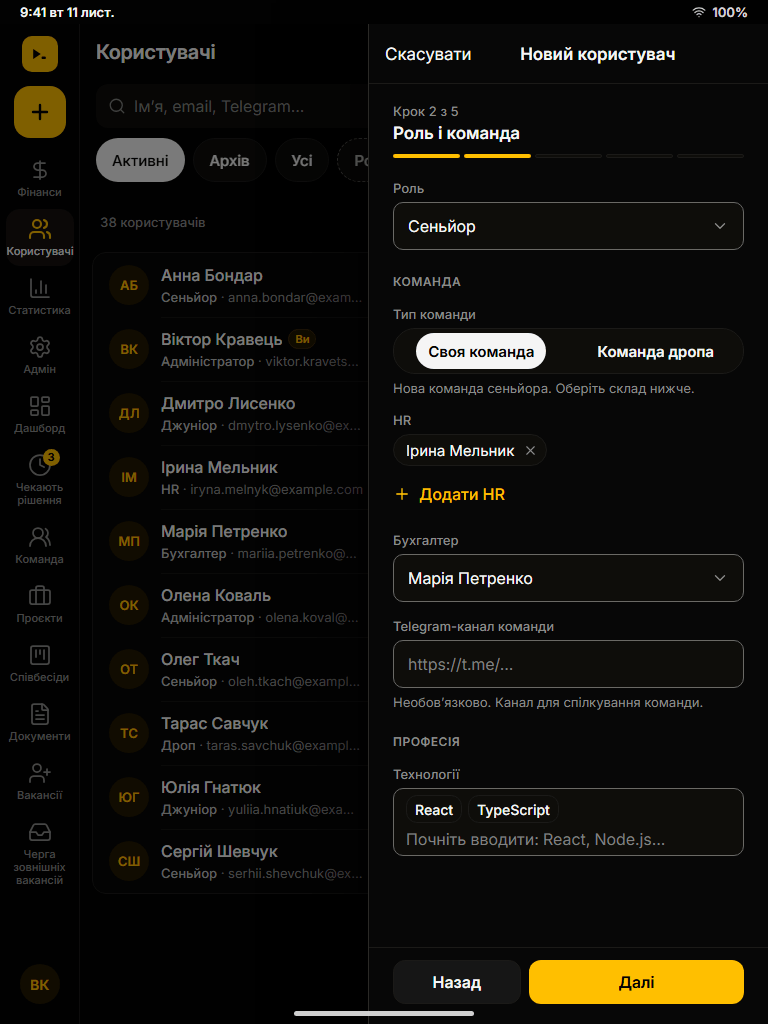 9:41 вт 11 лист.
100%
Користувачі
Ім’я, email, Telegram...
Активні
Архів
Усі
38 користувачів
Фінанси
Користувачі
Статистика
Адмін
Дашборд
3
Чекають
рішення
Команда
Проєкти
Співбесіди
Документи
Вакансії
Черга
зовнішніх
вакансій
ВК
АБ
Анна Бондар
Сеньйор · anna.bondar@exam...
ВК
Віктор Кравець Ви
Адміністратор · viktor.kravets...
ДЛ
Дмитро Лисенко
Джуніор · dmytro.lysenko@ex...
ІМ
Ірина Мельник
HR · iryna.melnyk@example.com
МП
Марія Петренко
Бухгалтер · mariia.petrenko@...
ОК
Олена Коваль
Адміністратор · olena.koval@...
ОТ
Олег Ткач
Сеньйор · oleh.tkach@exampl...
ТС
Тарас Савчук
Дроп · taras.savchuk@exampl...
ЮГ
Юлія Гнатюк
Джуніор · yuliia.hnatiuk@exa...
СШ
Сергій Шевчук
Сеньйор · serhii.shevchuk@ex...
Скасувати
Новий користувач
Крок 2 з 5
Роль і команда
Роль
Сеньйор
КОМАНДА
Тип команди
Своя команда
Команда дропа
Нова команда сеньйора. Оберіть склад нижче.
HR
Ірина Мельник
Додати HR
Бухгалтер
Марія Петренко
Telegram-канал команди
https://t.me/...
Необов’язково. Канал для спілкування команди.
ПРОФЕСІЯ
Технології
React
TypeScript
Почніть вводити: React, Node.js...
Назад
Далі